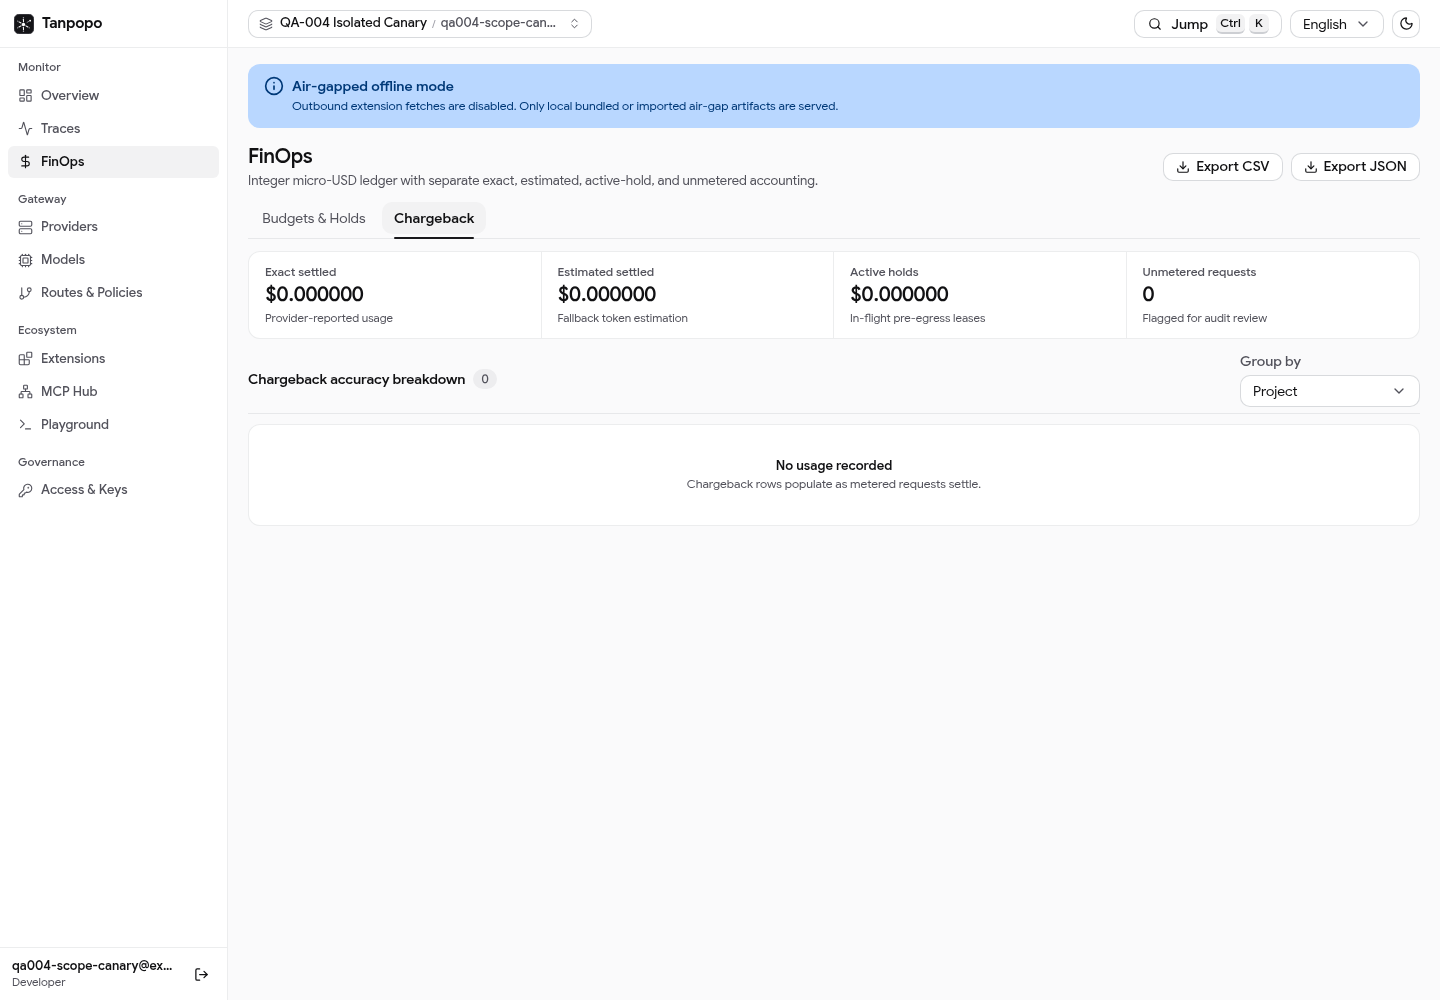 Tanpopo
QA-004 Isolated Canary / qa004-scope-can...
Jump Ctrl K
English
Monitor
Overview
Traces
FinOps
Gateway
Providers
Models
Routes & Policies
Ecosystem
Extensions
MCP Hub
Playground
Governance
Access & Keys
qa004-scope-canary@ex...
Developer
Air-gapped offline mode
Outbound extension fetches are disabled. Only local bundled or imported air-gap artifacts are served.
FinOps
Integer micro-USD ledger with separate exact, estimated, active-hold, and unmetered accounting.
Export CSV
Export JSON
Budgets & Holds
Chargeback
Exact settled
$0.000000
Provider-reported usage
Estimated settled
$0.000000
Fallback token estimation
Active holds
$0.000000
In-flight pre-egress leases
Unmetered requests
0
Flagged for audit review
Chargeback accuracy breakdown 0
Group by
Project
No usage recorded
Chargeback rows populate as metered requests settle.